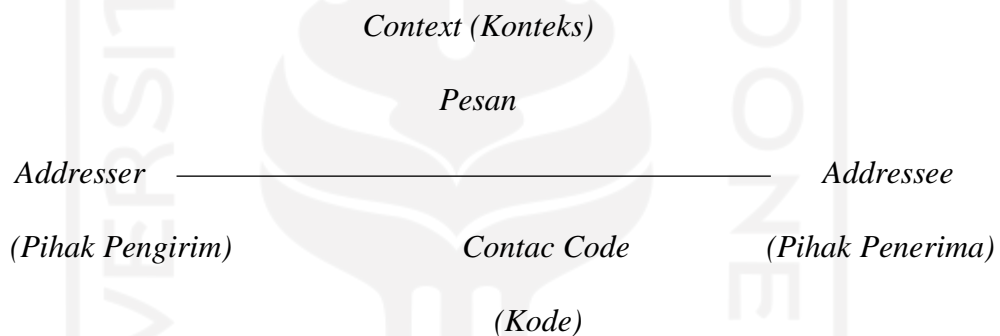 Context (Konteks)
Pesan
Addresser Addressee
(Pihak Pengirim) Contac Code (Pihak Penerima)
(Kode)